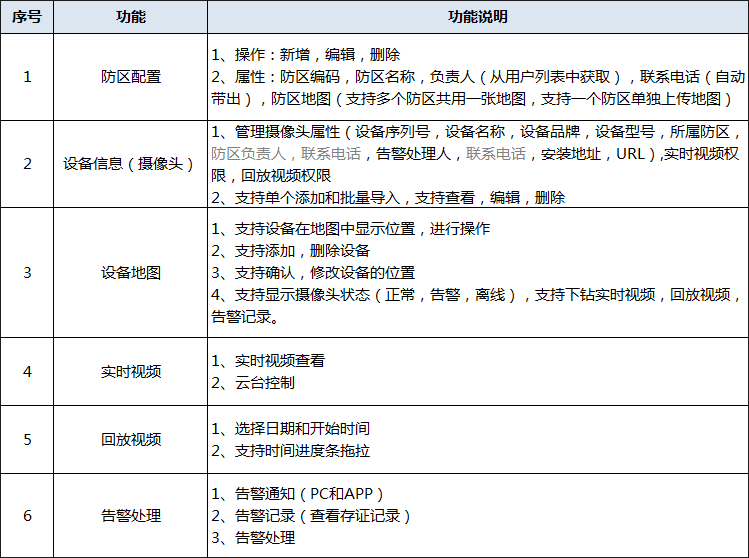 序号 功能 功能说明
1 防区配置
1、操作：新增，编辑，删除
2、属性：防区编码，防区名称，负责人（从用户列表中获取），联系电话（自动
带出），防区地图（支持多个防区共用一张地图，支持一个防区单独上传地图）
2 设备信息（摄像头）
1、管理摄像头属性（设备序列号，设备名称，设备品牌，设备型号，所属防区，
防区负责人，联系电话，告警处理人，联系电话，安装地址，URL）,实时视频权
限，回放视频权限
2、支持单个添加和批量导入，支持查看，编辑，删除
3 设备地图
1、支持设备在地图中显示位置，进行操作
2、支持添加，删除设备
3、支持确认，修改设备的位置
4、支持显示摄像头状态（正常，告警，离线），支持下钻实时视频，回放视频，
告警记录。
4 实时视频
1、实时视频查看
2、云台控制
5 回放视频
1、选择日期和开始时间
2、支持时间进度条拖拉
6 告警处理
1、告警通知（PC和APP）
2、告警记录（查看存证记录）
3、告警处理